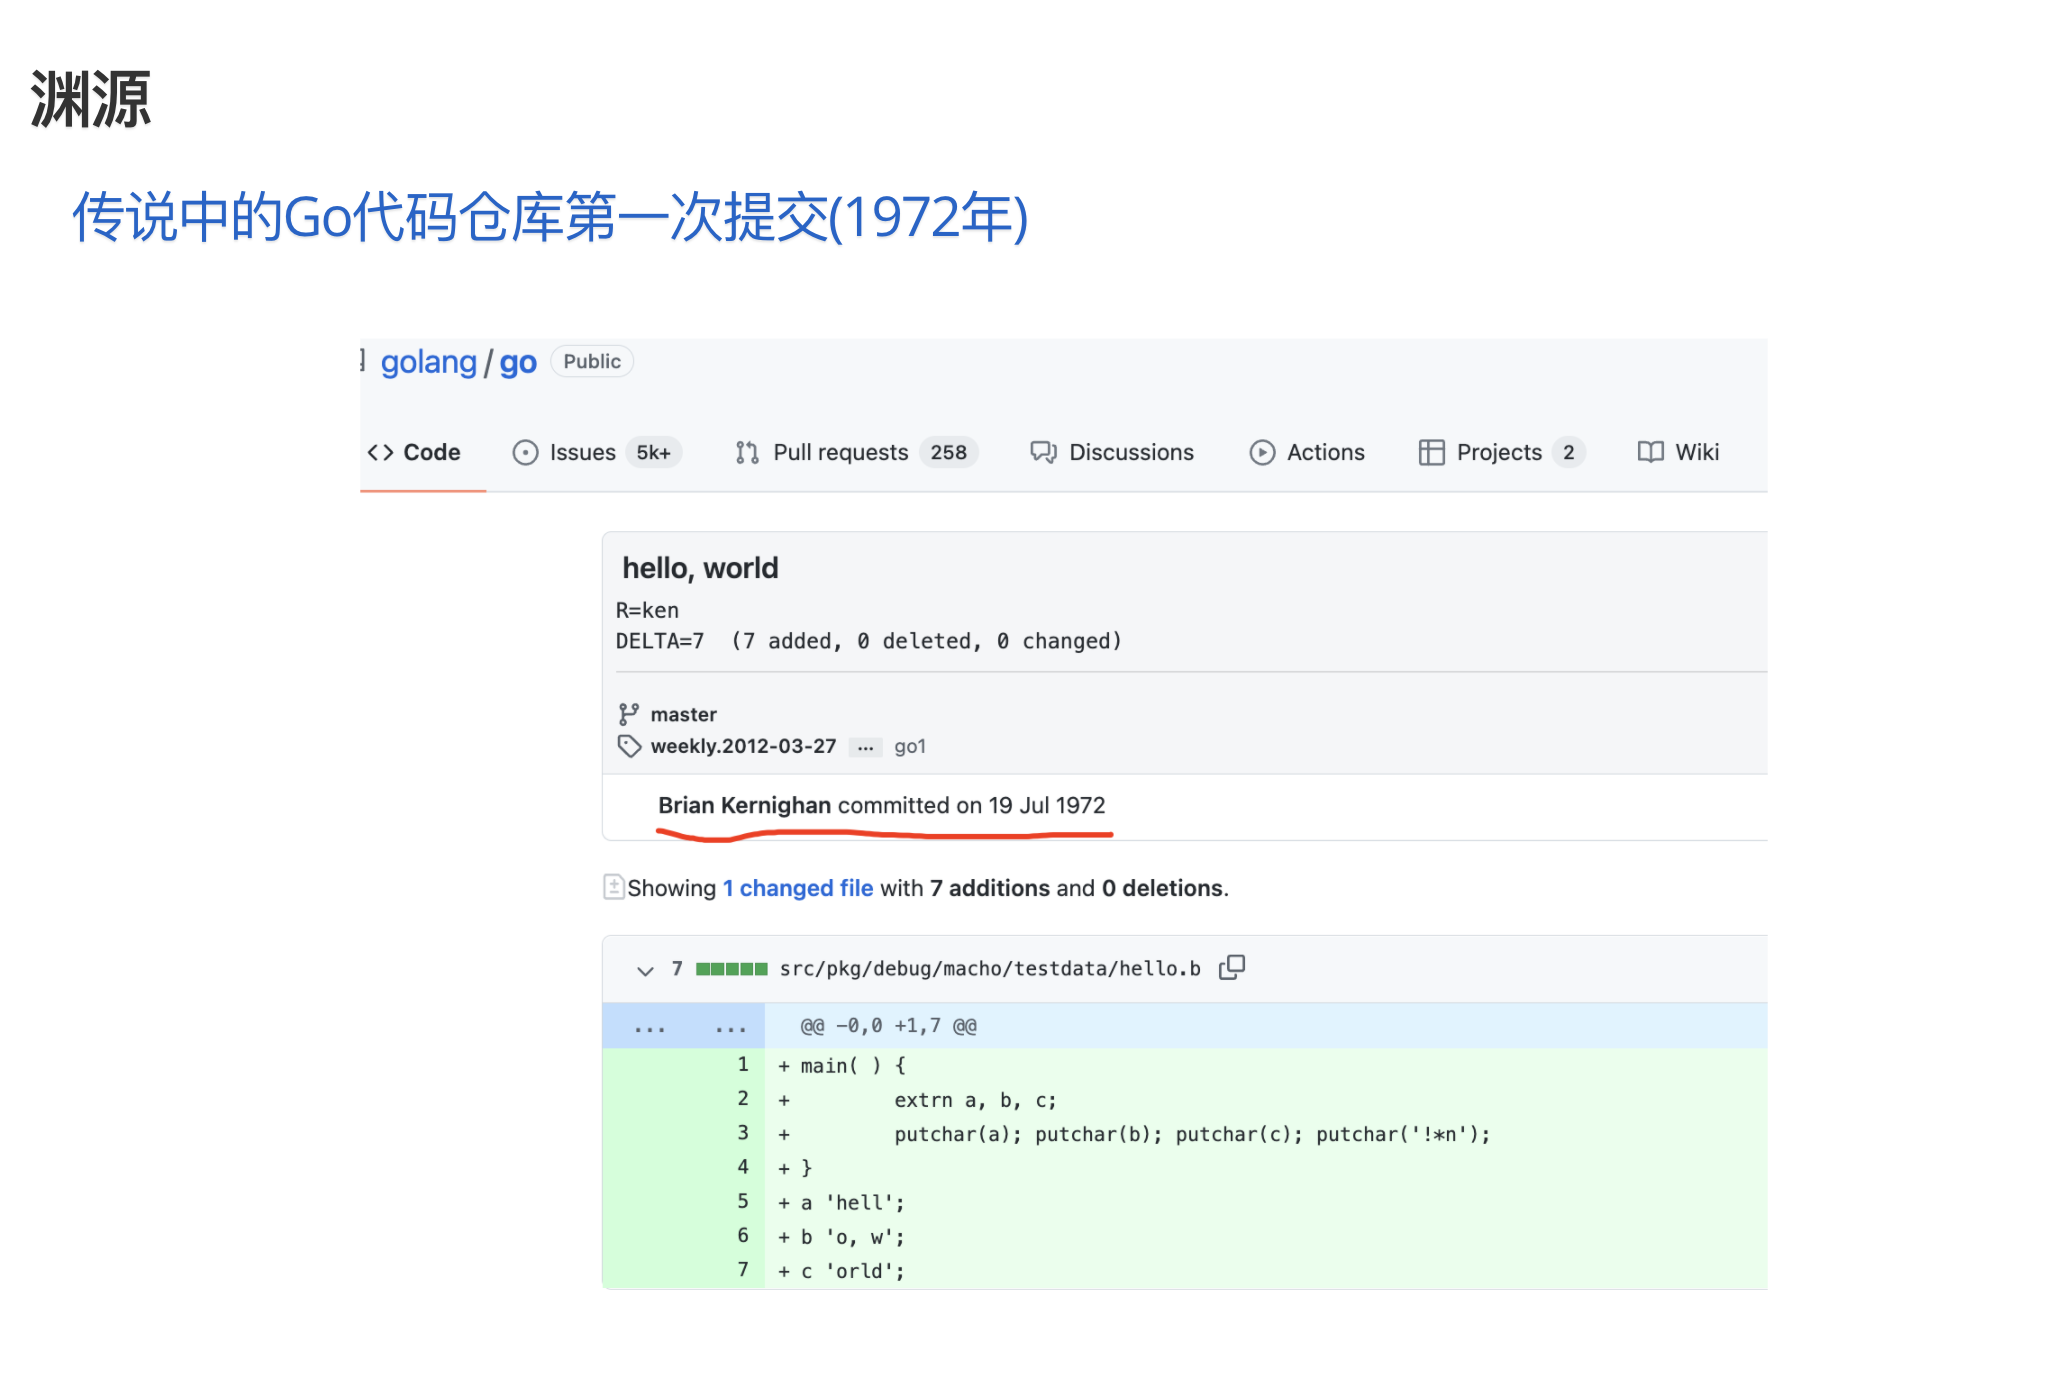 渊源
传说中的Go代码仓库第一次提交(1972年)
golang / go Public
Code Issues 5k+ Pull requests 258 Discussions Actions Projects 2 Wiki
hello, world
R=ken
DELTA=7  (7 added, 0 deleted, 0 changed)
master
weekly.2012-03-27 ... go1
Brian Kernighan committed on 19 Jul 1972
Showing 1 changed file with 7 additions and 0 deletions.
7 src/pkg/debug/macho/testdata/hello.b
... ... @@ -0,0 +1,7 @@
1 + main( ) {
2 +         extrn a, b, c;
3 +         putchar(a); putchar(b); putchar(c); putchar('!*n');
4 + }
5 + a 'hell';
6 + b 'o, w';
7 + c 'orld';